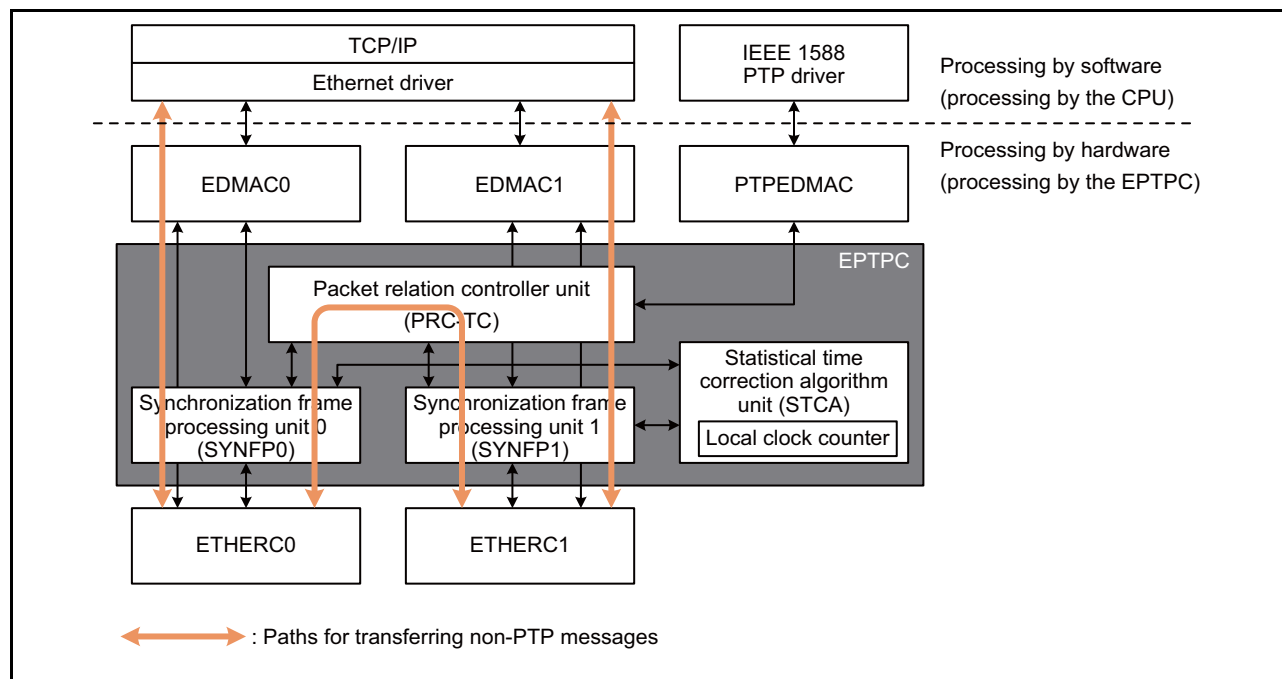 TCP/IP
Ethernet driver
IEEE 1588
PTP driver
Processing by software
(processing by the CPU)
Processing by hardware
(processing by the EPTPC)
EDMAC0
EDMAC1
PTPEDMAC
EPTPC
Packet relation controller unit
(PRC-TC)
Synchronization frame
processing unit 0
(SYNFP0)
Synchronization frame
processing unit 1
(SYNFP1)
Statistical time
correction algorithm
unit (STCA)
Local clock counter
ETHERC0
ETHERC1
: Paths for transferring non-PTP messages